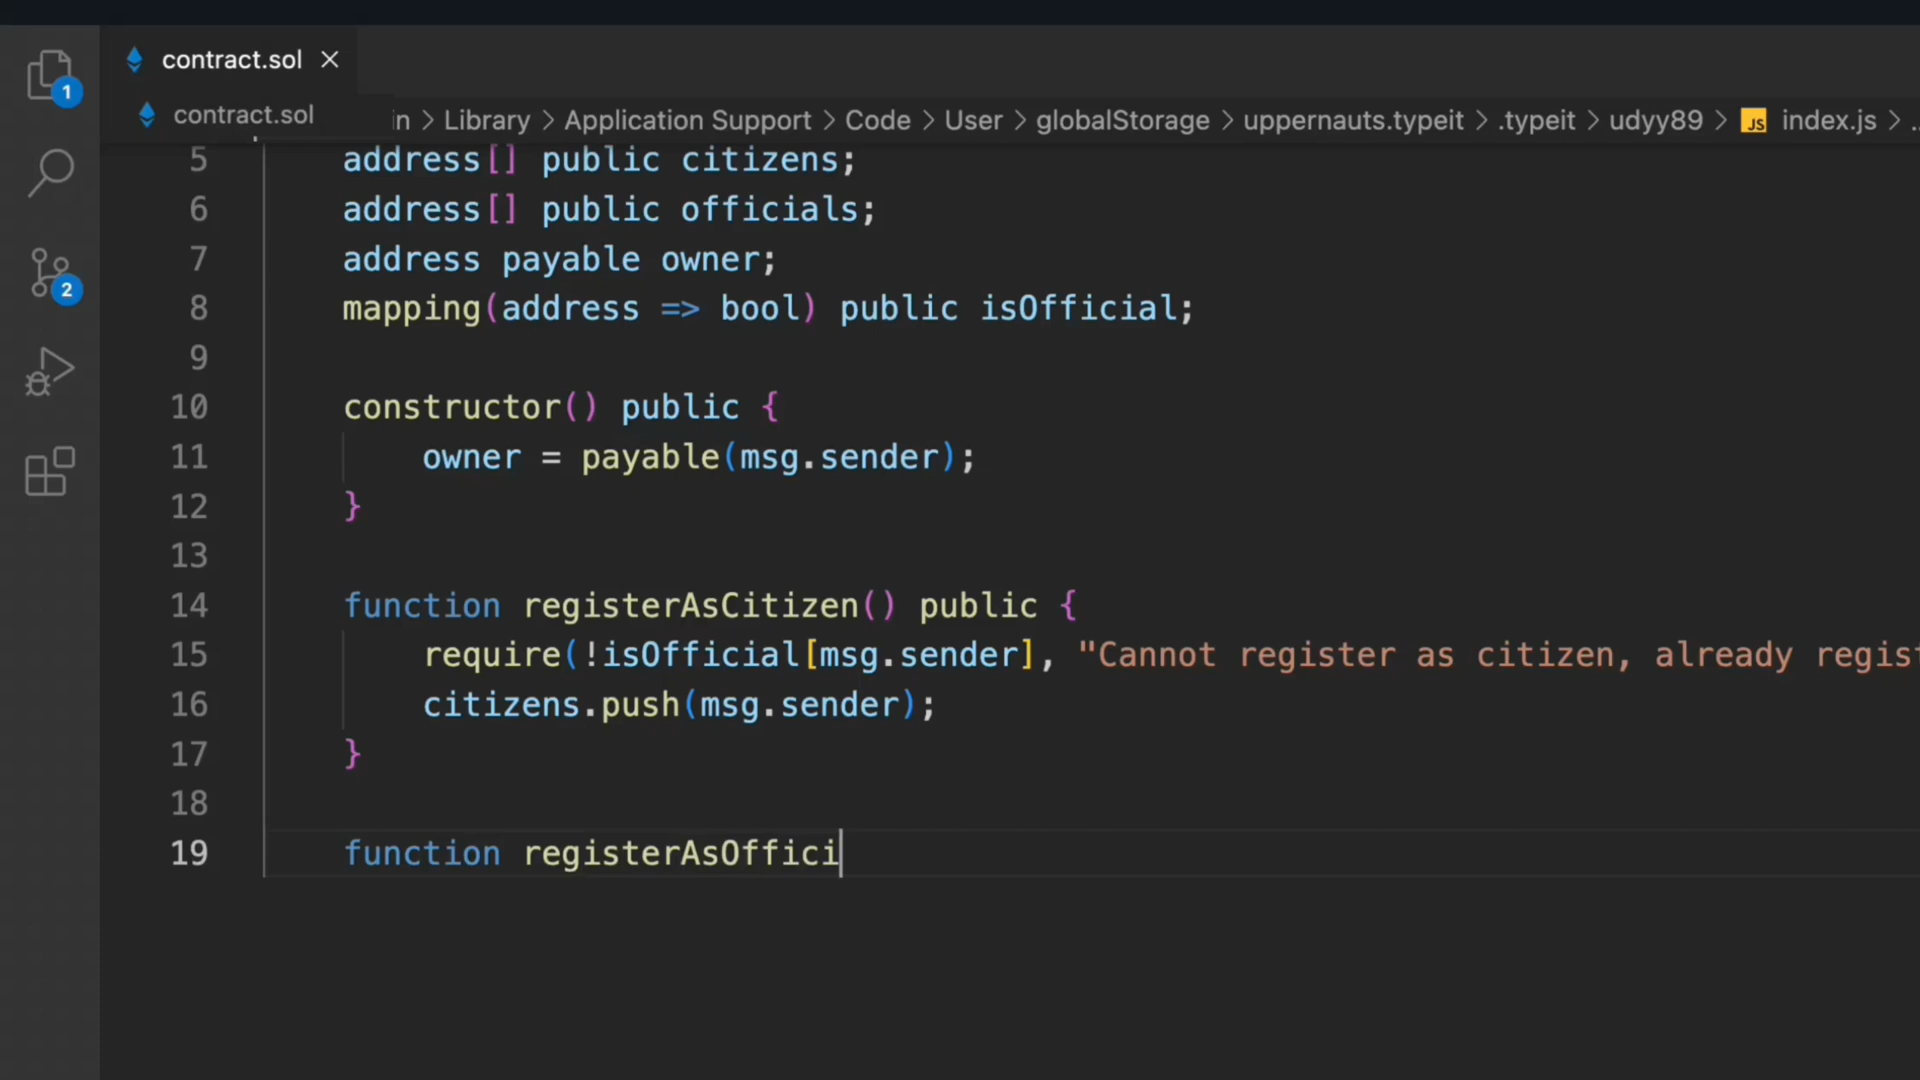 contract.sol
contract.sol in > Library > Application Support > Code > User > globalStorage > uppernauts.typeit > .typeit > udyy89 > JS index.js > ..
1
2
5 address[] public citizens;
6 address[] public officials;
7 address payable owner;
8 mapping(address => bool) public isOfficial;
9
10 constructor() public {
11 owner = payable(msg.sender);
12 }
13
14 function registerAsCitizen() public {
15 require(!isOfficial[msg.sender], "Cannot register as citizen, already regis
16 citizens.push(msg.sender);
17 }
18
19 function registerAsOffici